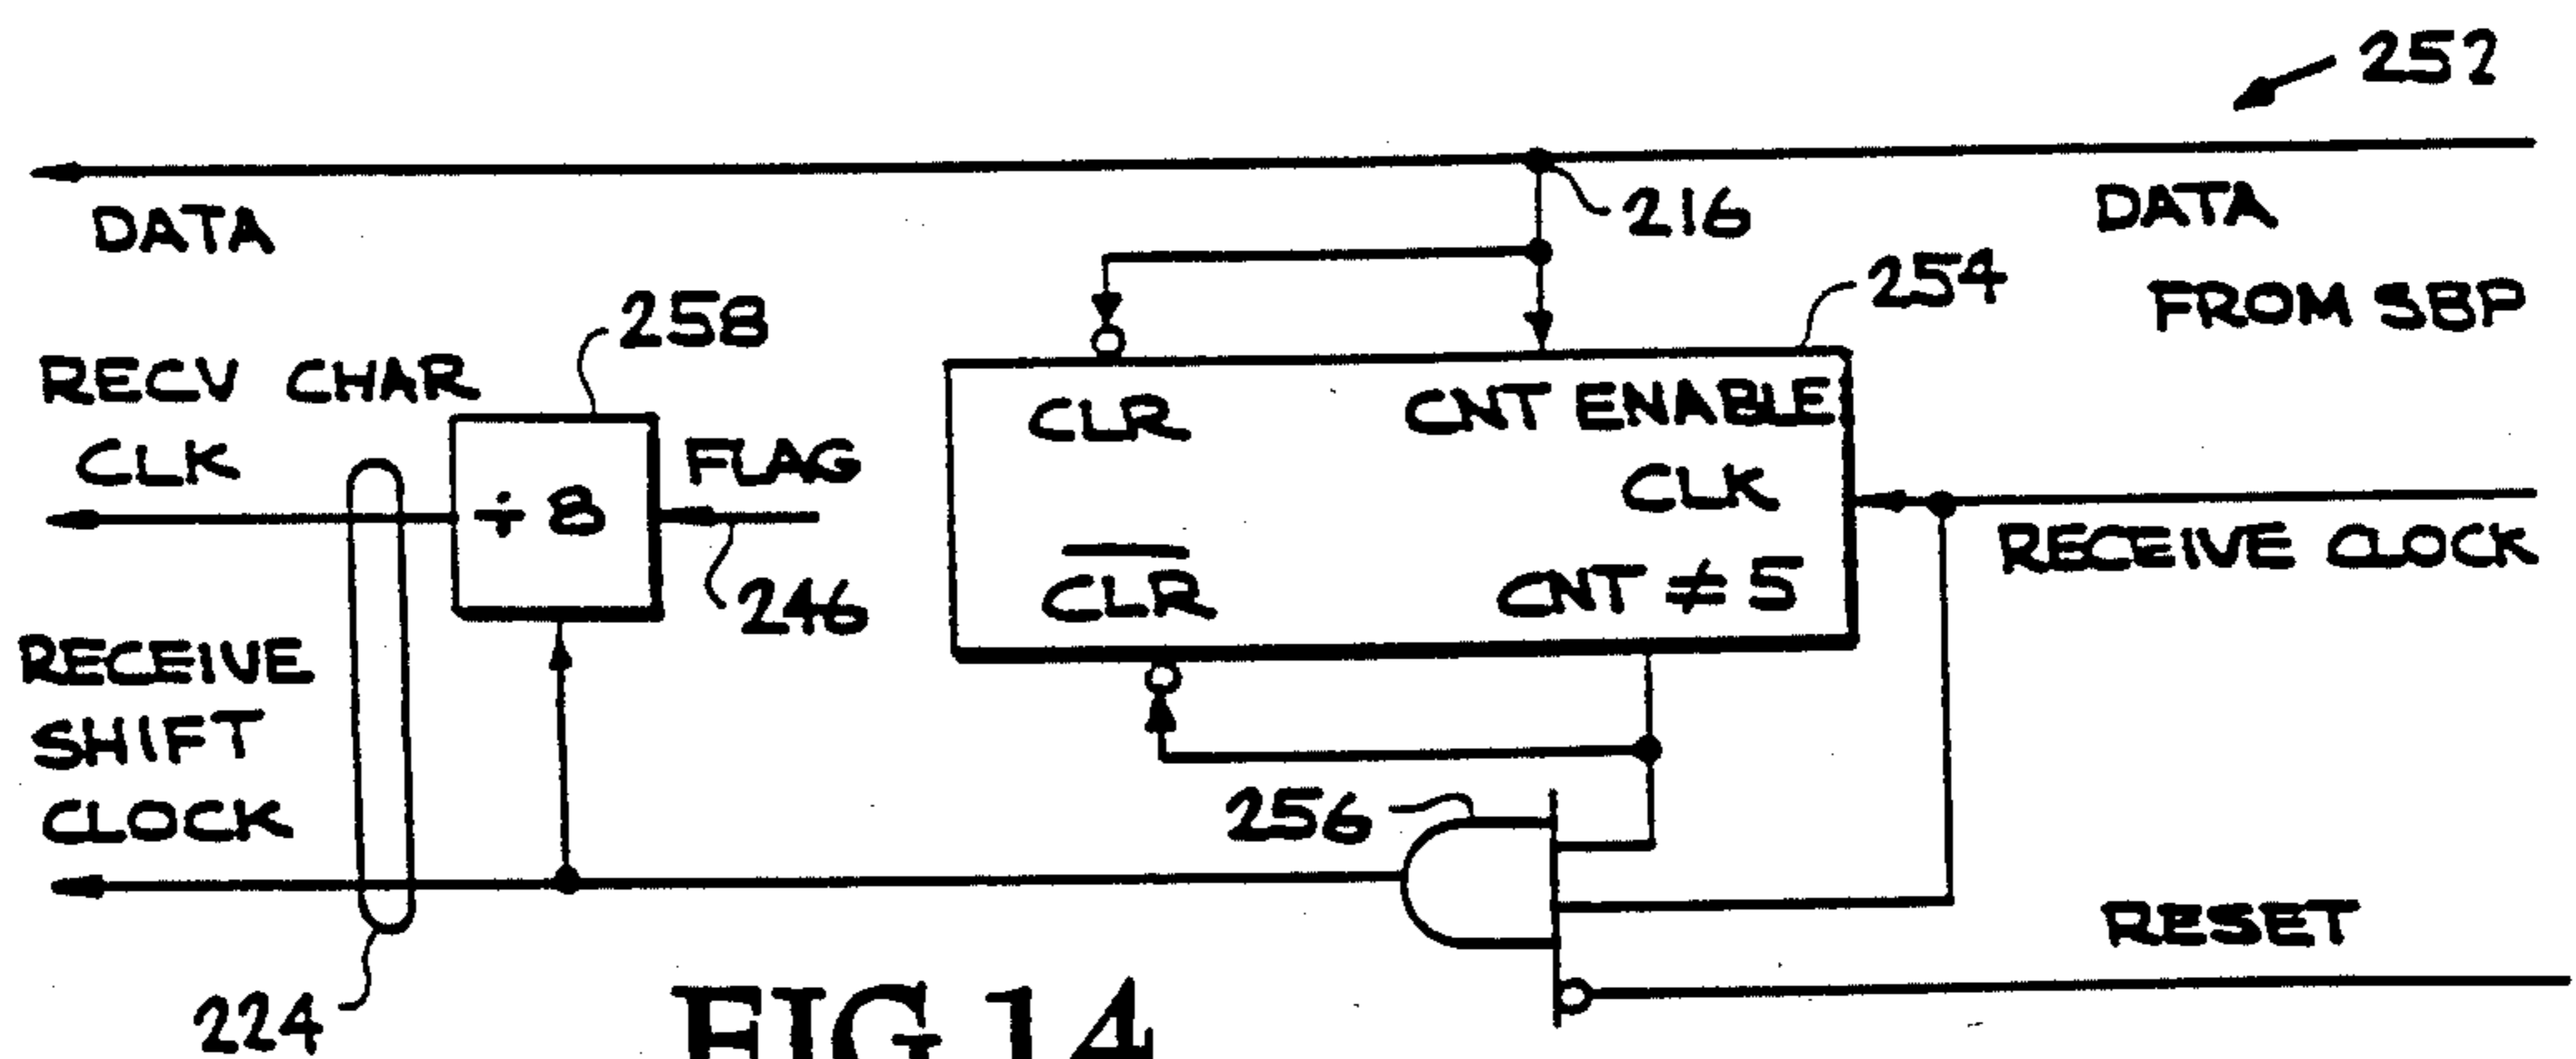 252
DATA
216
DATA
FROM SBP
254
258
RECV CHAR
CLK
FLAG
÷ 8
246
CLR
CNT ENABLE
CLK
C̅L̅R̅
CNT ≠ 5
RECEIVE CLOCK
RECEIVE
SHIFT
CLOCK
256
RESET
224
FIG 14